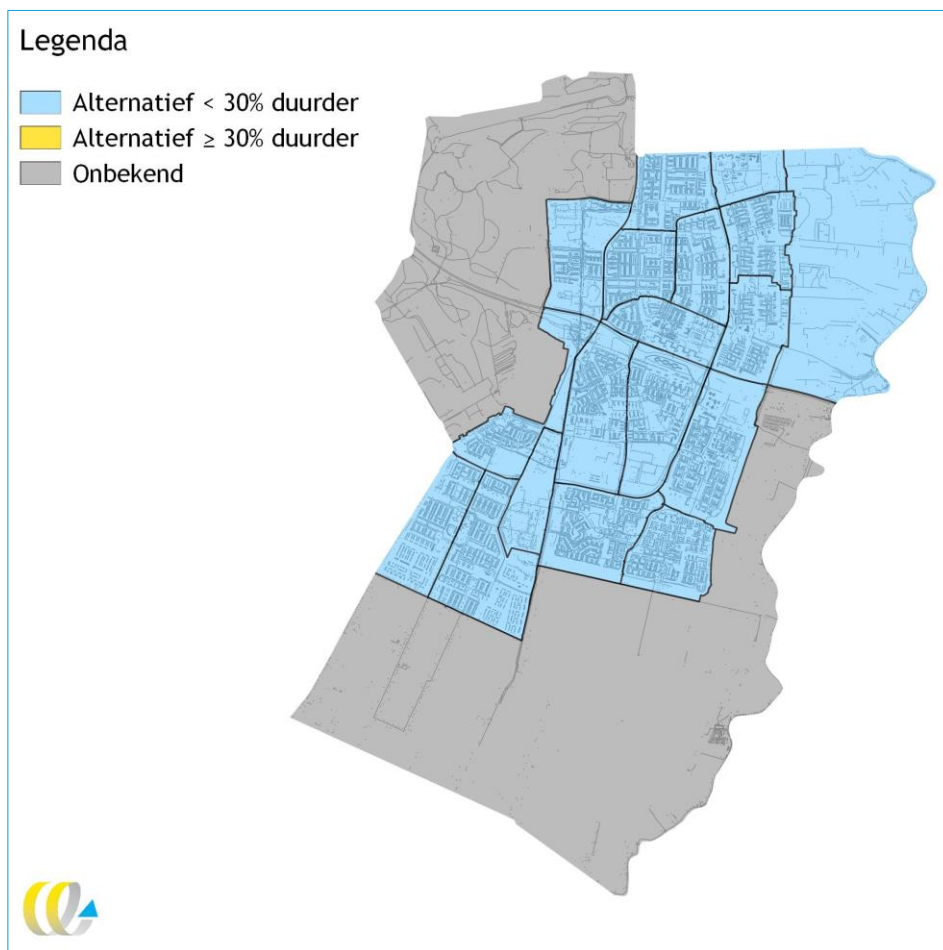 Legenda
Alternatief < 30% duurder
Alternatief ≥ 30% duurder
Onbekend